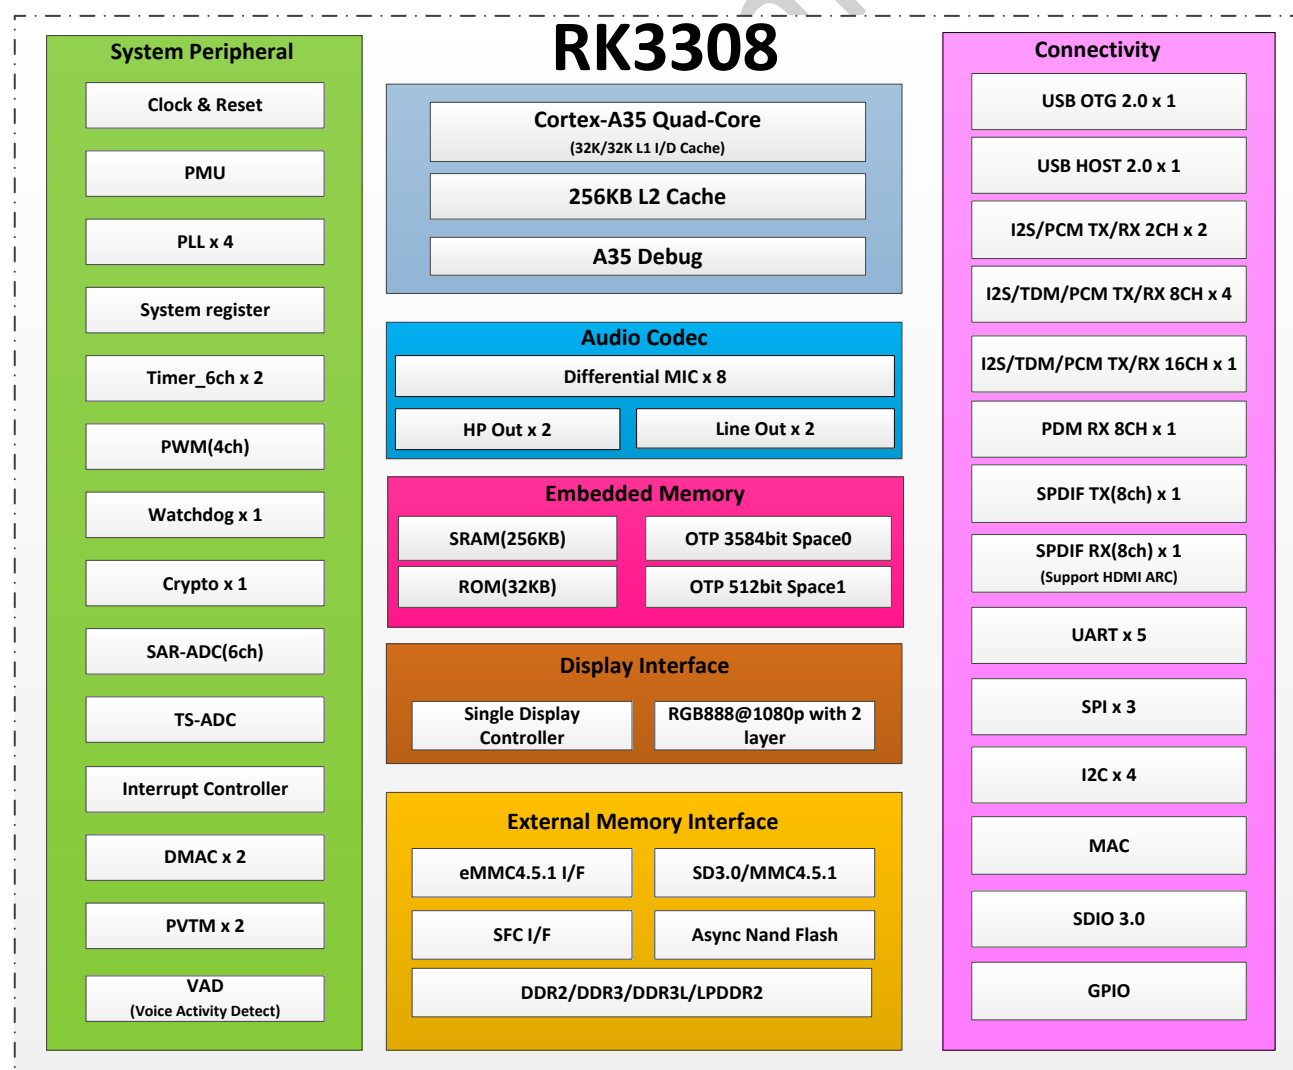 RK3308
System Peripheral
Clock & Reset
PMU
PLL x 4
System register
Timer_6ch x 2
PWM(4ch)
Watchdog x 1
Crypto x 1
SAR-ADC(6ch)
TS-ADC
Interrupt Controller
DMAC x 2
PVTM x 2
VAD
(Voice Activity Detect)
Cortex-A35 Quad-Core
(32K/32K L1 I/D Cache)
256KB L2 Cache
A35 Debug
Audio Codec
Differential MIC x 8
HP Out x 2
Line Out x 2
Embedded Memory
SRAM(256KB)
OTP 3584bit Space0
ROM(32KB)
OTP 512bit Space1
Display Interface
Single Display
Controller
RGB888@1080p with 2
layer
External Memory Interface
eMMC4.5.1 I/F
SD3.0/MMC4.5.1
SFC I/F
Async Nand Flash
DDR2/DDR3/DDR3L/LPDDR2
Connectivity
USB OTG 2.0 x 1
USB HOST 2.0 x 1
I2S/PCM TX/RX 2CH x 2
I2S/TDM/PCM TX/RX 8CH x 4
I2S/TDM/PCM TX/RX 16CH x 1
PDM RX 8CH x 1
SPDIF TX(8ch) x 1
SPDIF RX(8ch) x 1
(Support HDMI ARC)
UART x 5
SPI x 3
I2C x 4
MAC
SDIO 3.0
GPIO